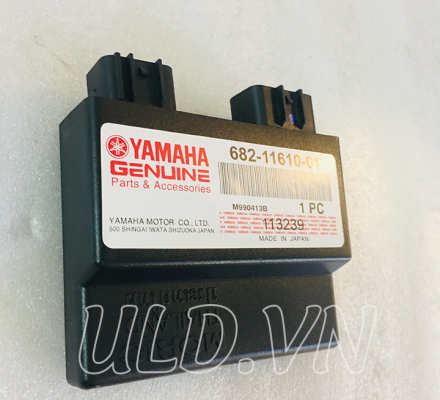 YAMAHA
GENUINE
Parts & Accessories
YAMAHA MOTOR CO., LTD.
500 SHINGAI IWATA SHIZUOKA JAPAN
682-11610-01
M990413B
1 PC
113239
MADE IN JAPAN
THAILAND
ULD.VN